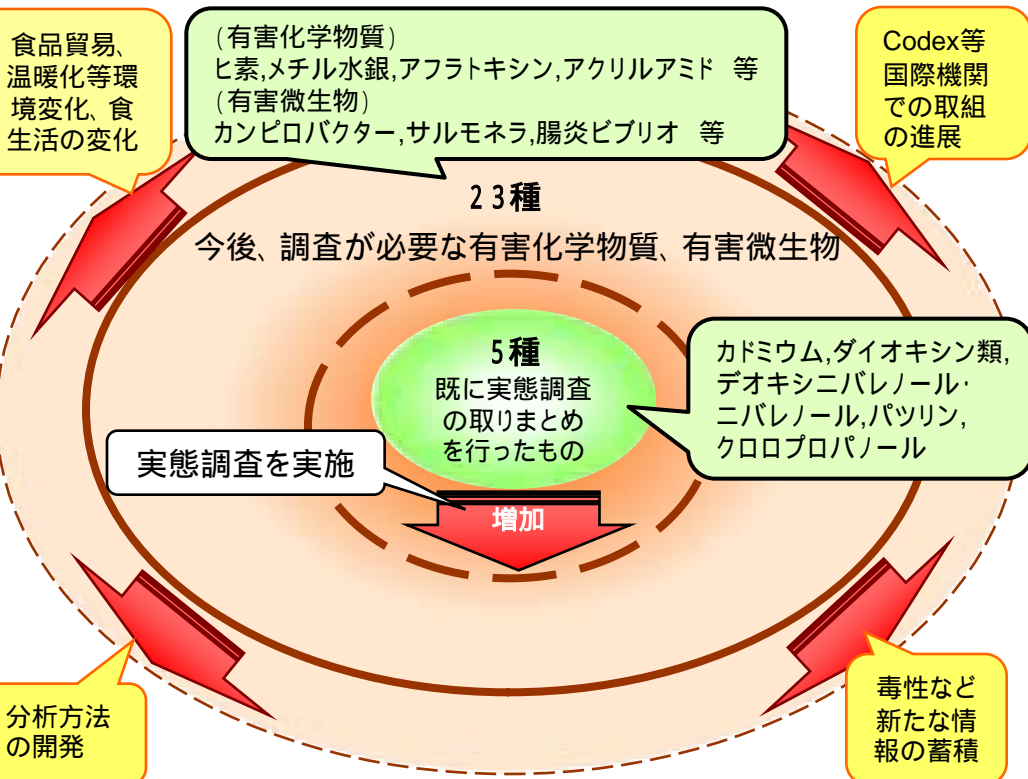 食品貿易、
温暖化等環
境変化、食
生活の変化
(有害化学物質)
ヒ素,メチル水銀,アフラトキシン,アクリルアミド 等
(有害微生物)
カンピロバクター,サルモネラ,腸炎ビブリオ 等
Codex等
国際機関
での取組
の進展
23種
今後、調査が必要な有害化学物質、有害微生物
5種
既に実態調査
の取りまとめ
を行ったもの
カドミウム,ダイオキシン類,
デオキシニバレノール・
ニバレノール,パツリン,
クロロプロパノール
実態調査を実施
増加
分析方法
の開発
毒性など
新たな情
報の蓄積